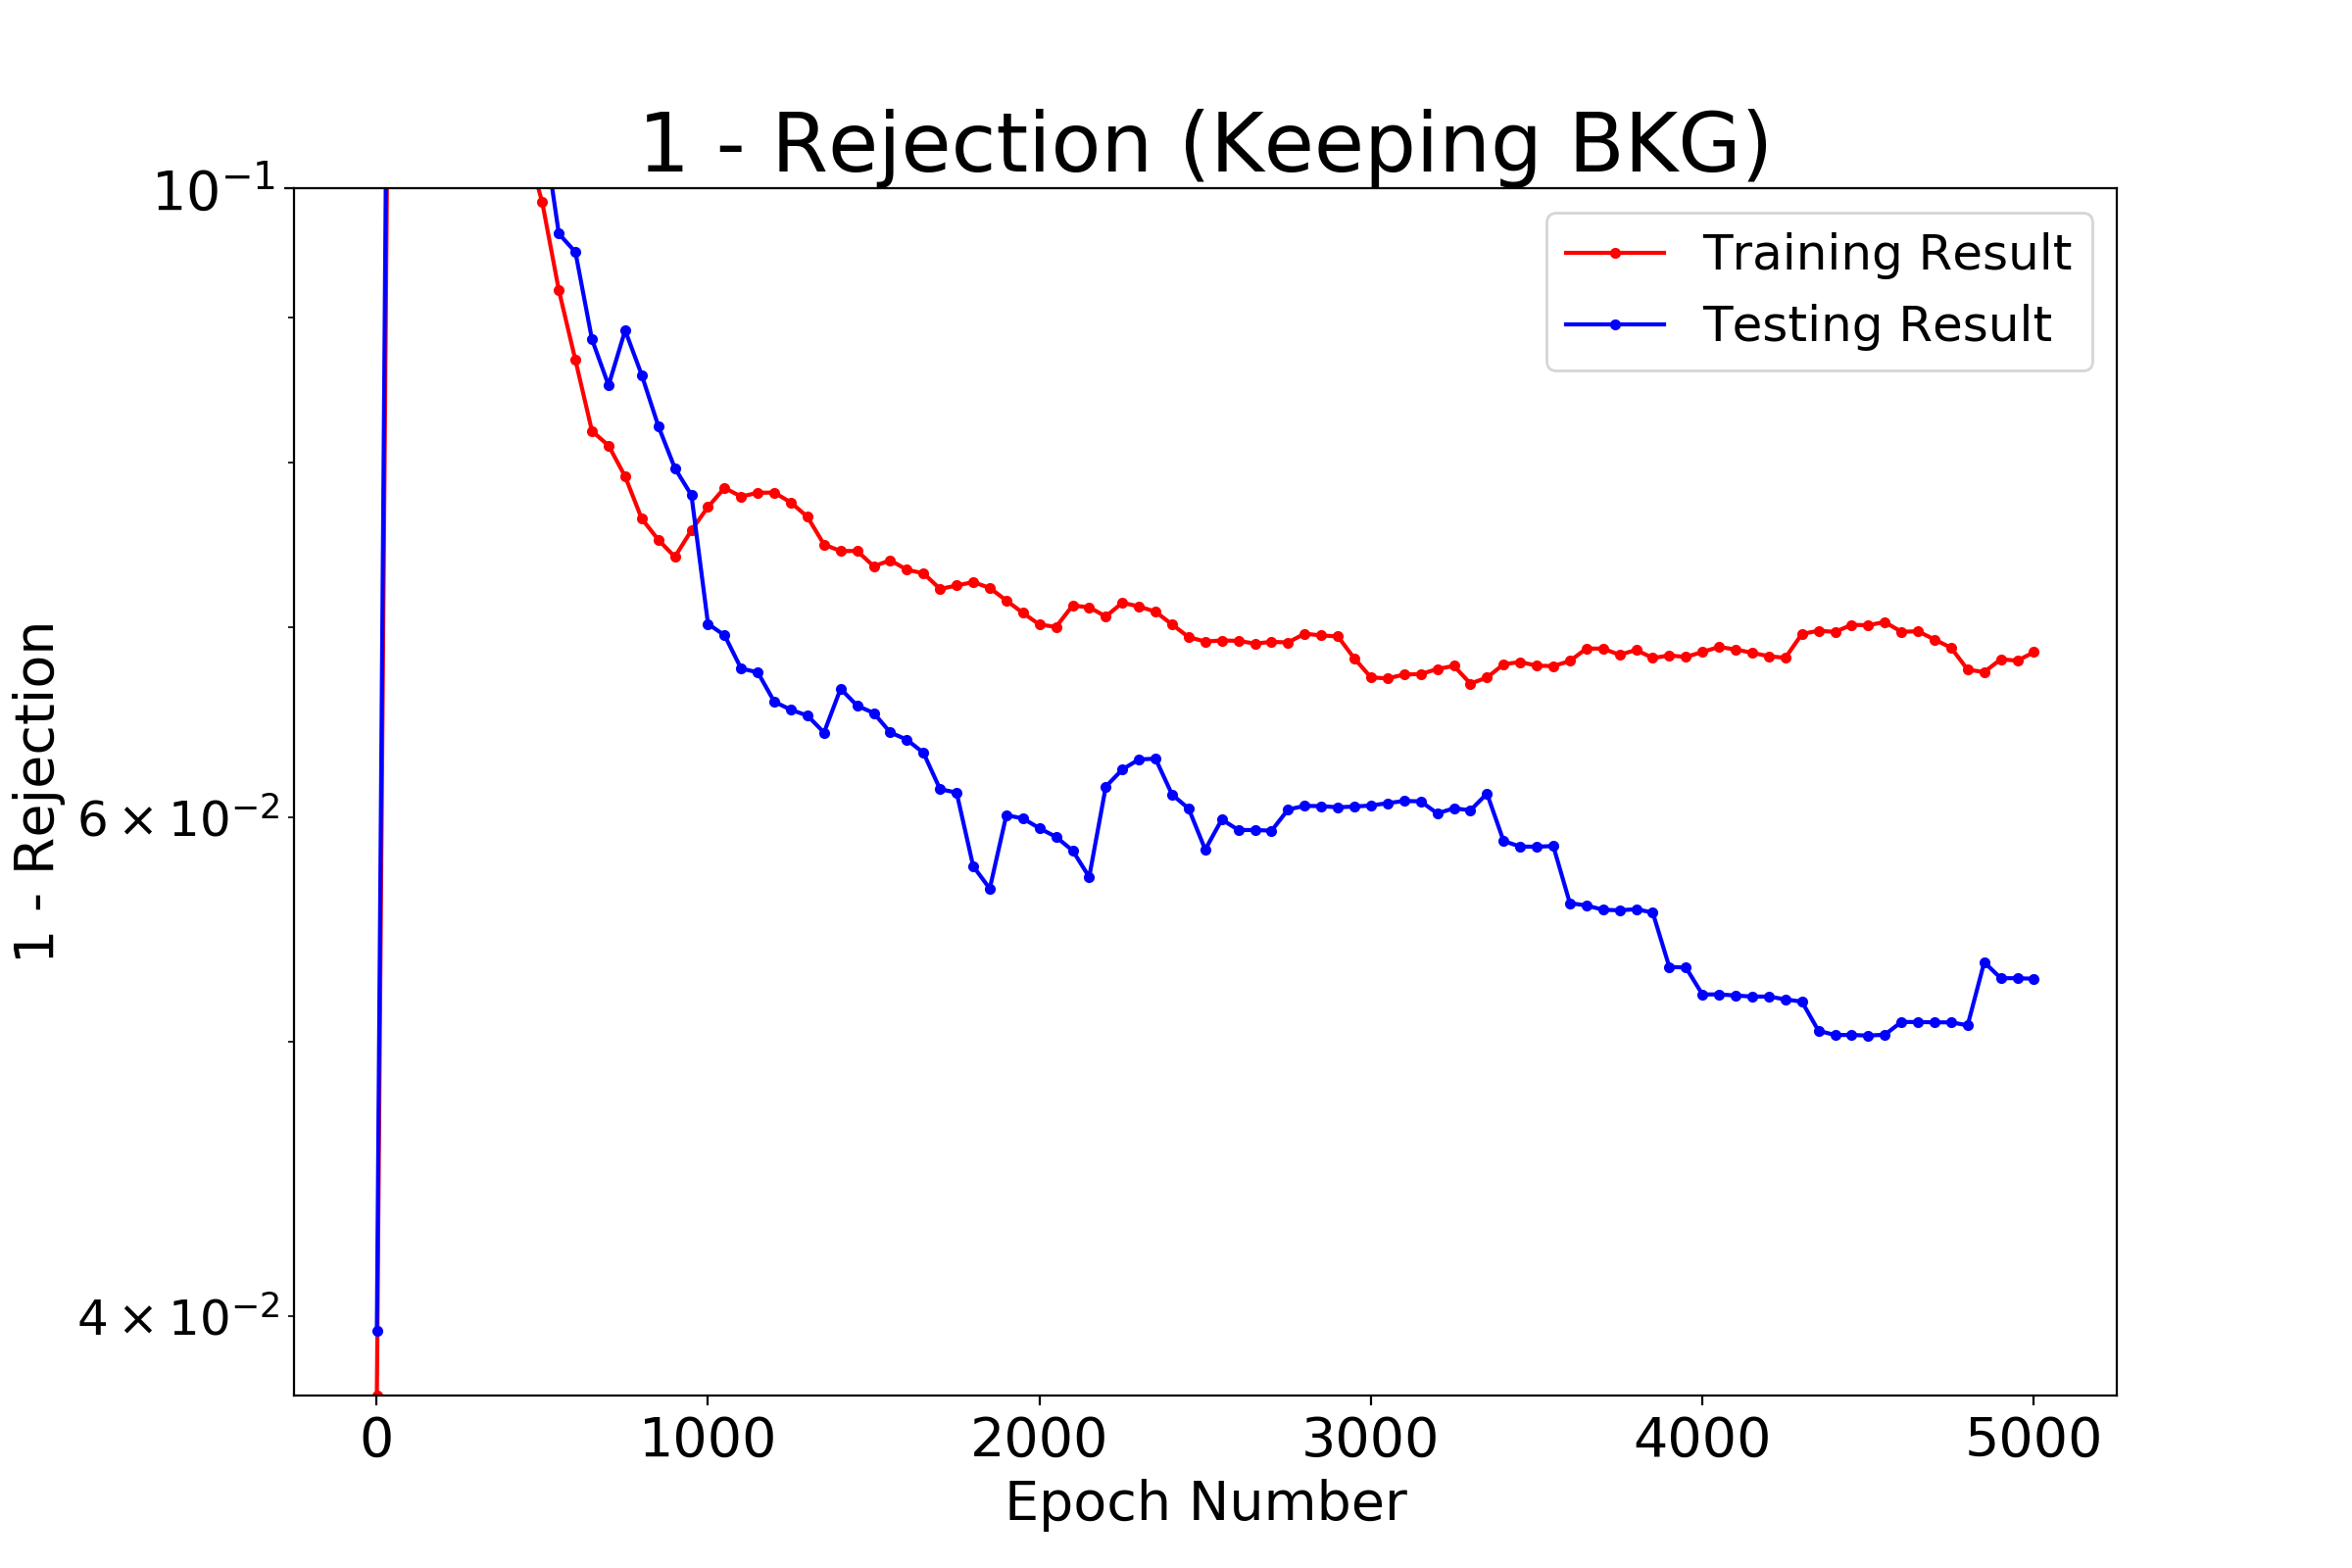 1 - Rejection (Keeping BKG)
10⁻¹
Training Result
Testing Result
1 - Rejection
6 × 10⁻²
4 × 10⁻²
0 1000 2000 3000 4000 5000
Epoch Number